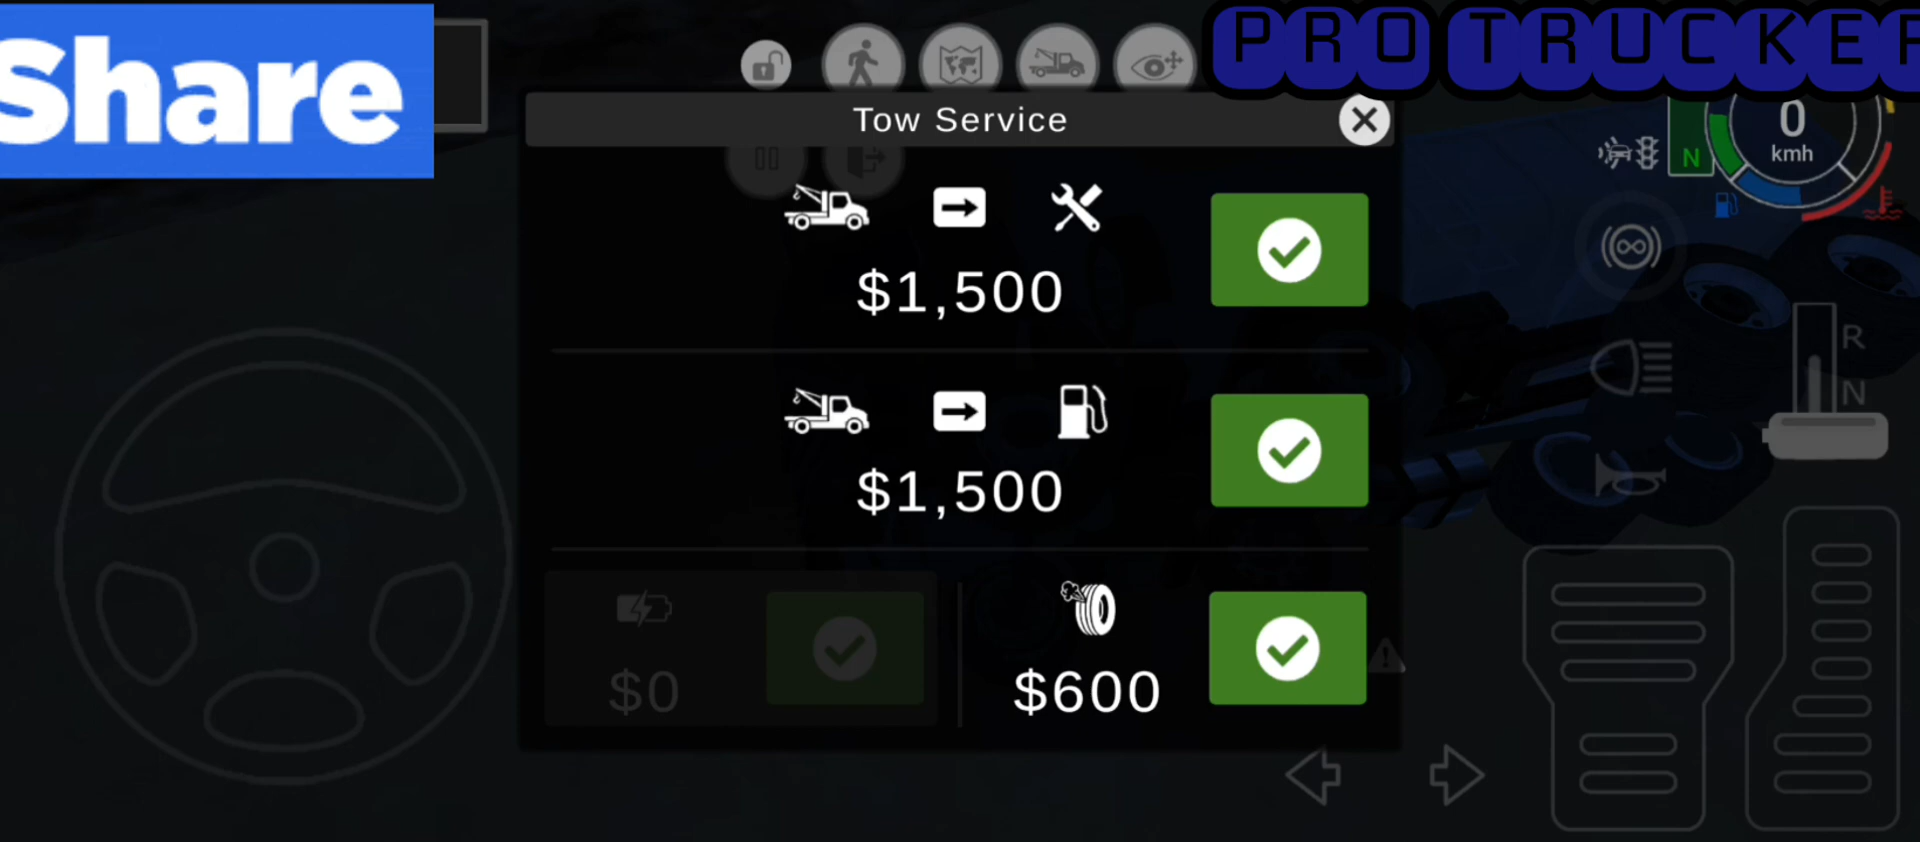 Share
PRO TRUCKER
Tow Service
0
kmh
N
$1,500
R
N
$1,500
$0
$600